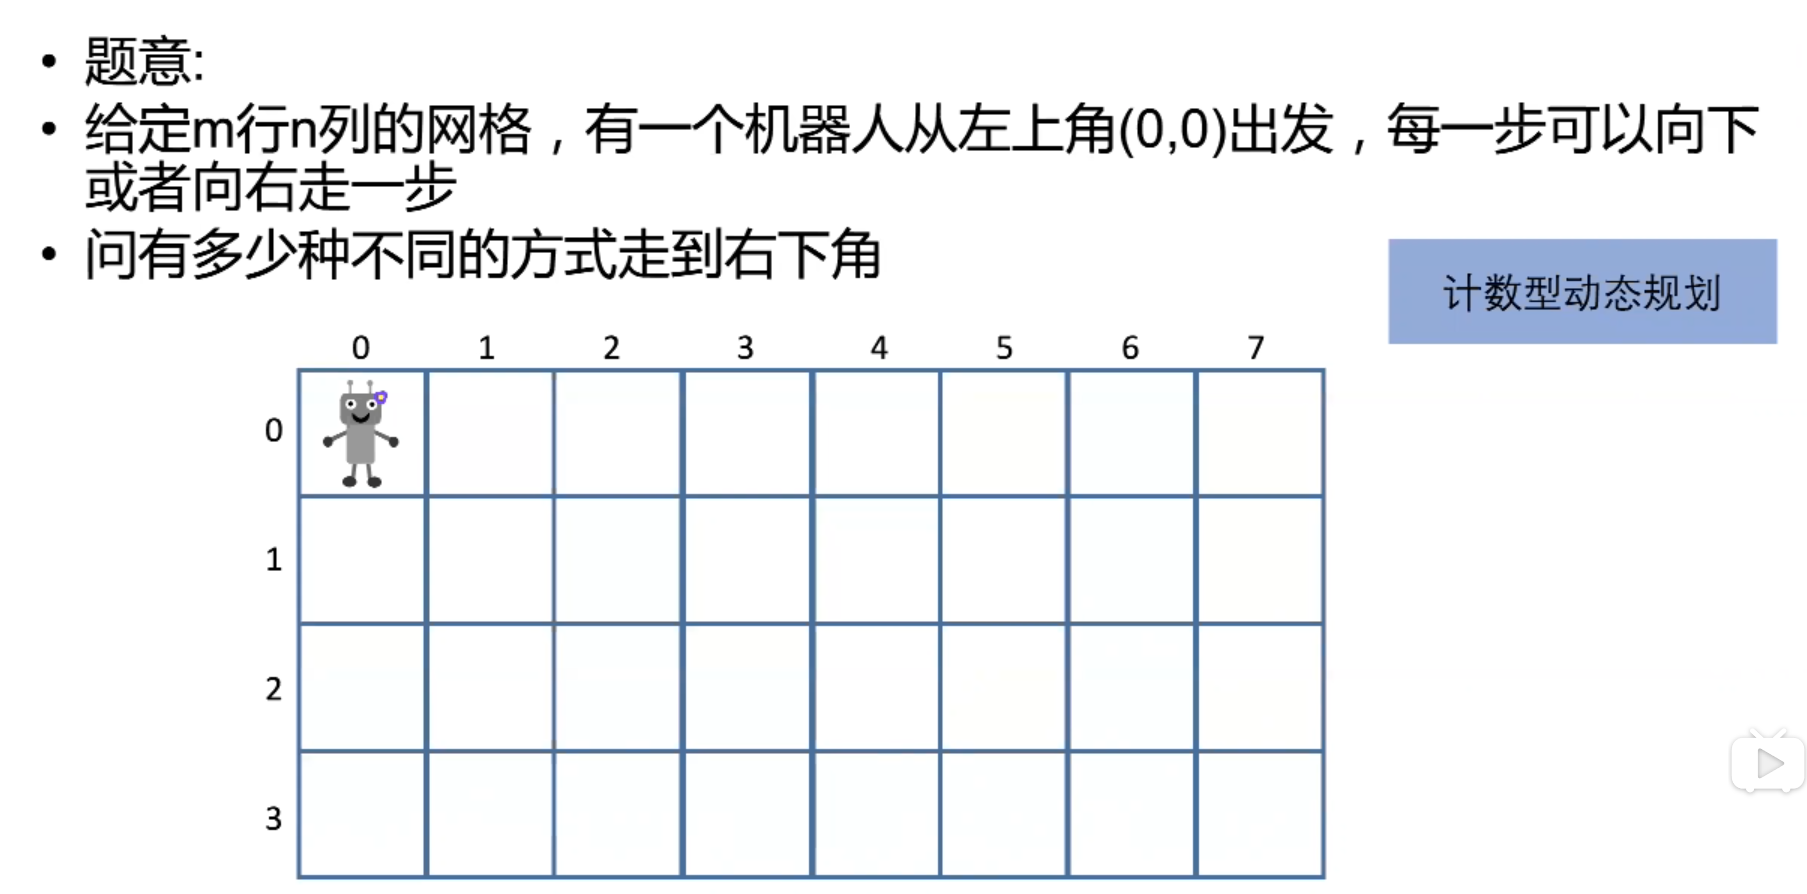 • 题意:
• 给定m行n列的网格，有一个机器人从左上角(0,0)出发，每一步可以向下
或者向右走一步
• 问有多少种不同的方式走到右下角
计数型动态规划
0 1 2 3 4 5 6 7
0
1
2
3